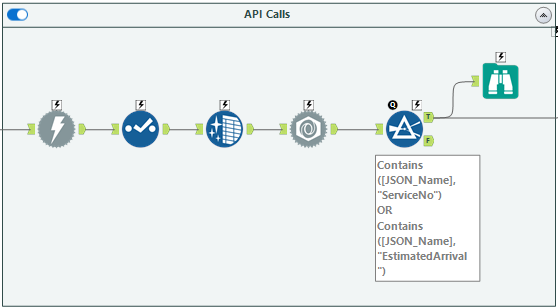 API Calls
Q
T
F
Contains
([JSON_Name],
"ServiceNo")
OR
Contains
([JSON_Name],
"EstimatedArrival
")